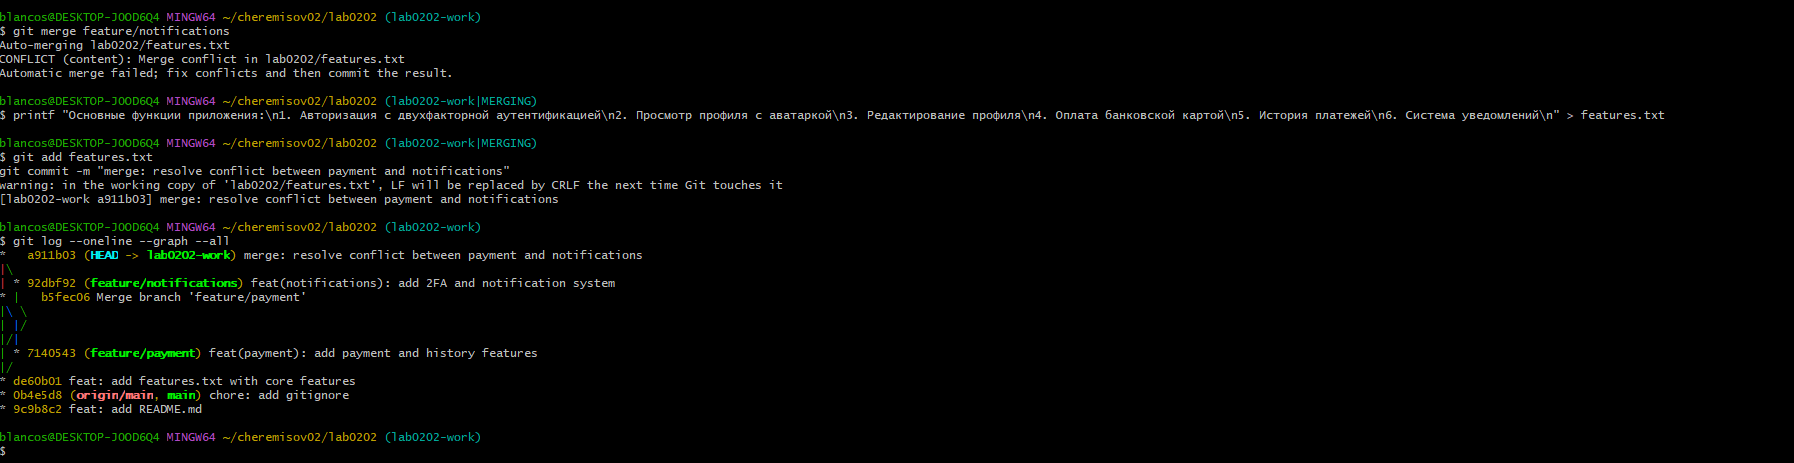 blancos@DESKTOP-JOOD6Q4 MINGW64 ~/cheremisov02/lab0202 (lab0202-work)
$ git merge feature/notifications
Auto-merging lab0202/features.txt
CONFLICT (content): Merge conflict in lab0202/features.txt
Automatic merge failed; fix conflicts and then commit the result.
blancos@DESKTOP-JOOD6Q4 MINGW64 ~/cheremisov02/lab0202 (lab0202-work|MERGING)
$ printf "Основные функции приложения:\n1. Авторизация с двухфакторной аутентификацией\n2. Просмотр профиля с аватаркой\n3. Редактирование профиля\n4. Оплата банковской картой\n5. История платежей\n6. Система уведомлений\n" > features.txt
blancos@DESKTOP-JOOD6Q4 MINGW64 ~/cheremisov02/lab0202 (lab0202-work|MERGING)
$ git add features.txt
git commit -m "merge: resolve conflict between payment and notifications"
warning: in the working copy of 'lab0202/features.txt', LF will be replaced by CRLF the next time Git touches it
[lab0202-work a911b03] merge: resolve conflict between payment and notifications
blancos@DESKTOP-JOOD6Q4 MINGW64 ~/cheremisov02/lab0202 (lab0202-work)
$ git log --oneline --graph --all
*   a911b03 (HEAD -> lab0202-work) merge: resolve conflict between payment and notifications
|\
| * 92dbf92 (feature/notifications) feat(notifications): add 2FA and notification system
* |   b5fec06 Merge branch 'feature/payment'
|\ \
| |/
|/|
| * 7140543 (feature/payment) feat(payment): add payment and history features
|/
* de60b01 feat: add features.txt with core features
* 0b4e5d8 (origin/main, main) chore: add gitignore
* 9c9b8c2 feat: add README.md
blancos@DESKTOP-JOOD6Q4 MINGW64 ~/cheremisov02/lab0202 (lab0202-work)
$